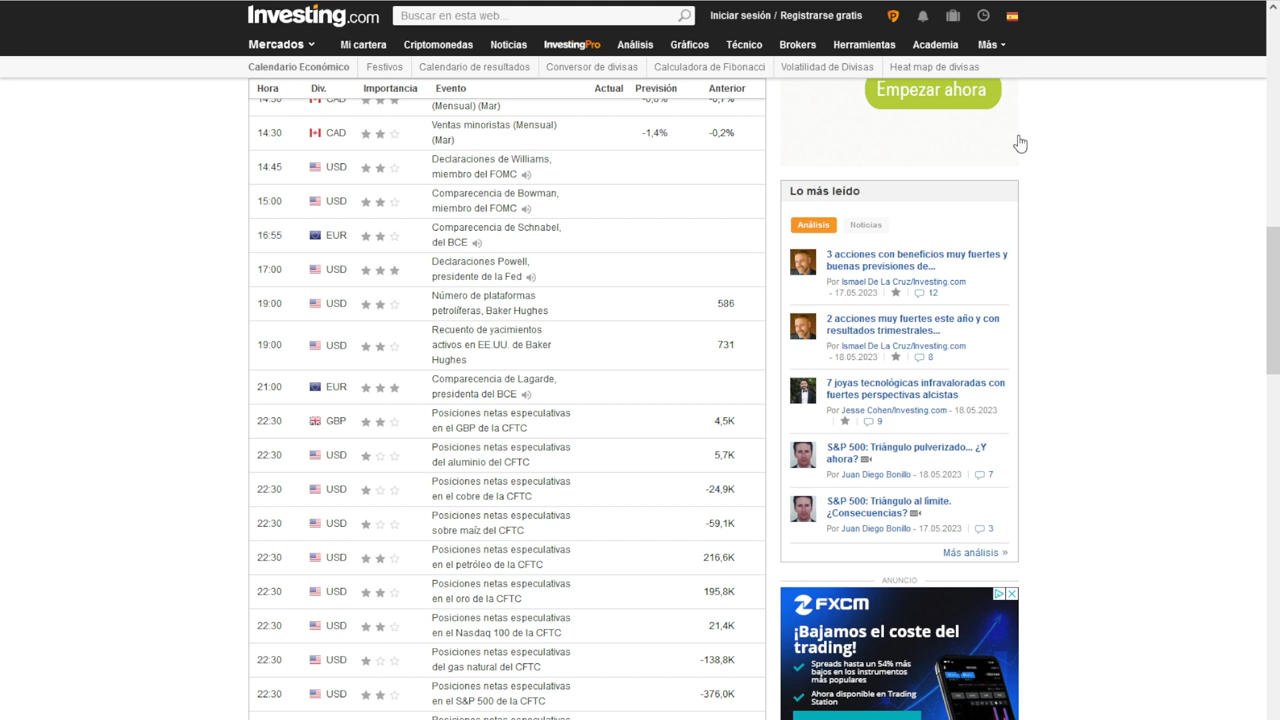 Investing.com
Buscar en esta web...
Iniciar sesión / Registrarse gratis
Mercados
Mi cartera
Criptomonedas
Noticias
InvestingPro
Análisis
Gráficos
Técnico
Brokers
Herramientas
Academia
Más
Calendario Económico
Festivos
Calendario de resultados
Conversor de divisas
Calculadora de Fibonacci
Volatilidad de Divisas
Heat map de divisas
Hora Div. Importancia Evento Actual Previsión Anterior
14:30 CAD
(Mensual) (Mar)
Ventas minoristas (Mensual)
14:30 CAD -1,4% -0,2%
(Mar)
Declaraciones de Williams,
14:45 USD
miembro del FOMC
Comparecencia de Bowman,
15:00 USD
miembro del FOMC
Comparecencia de Schnabel,
16:55 EUR
del BCE
Declaraciones Powell,
17:00 USD
presidente de la Fed
Número de plataformas
19:00 USD 586
petrolíferas, Baker Hughes
Recuento de yacimientos
19:00 USD activos en EE.UU. de Baker 731
Hughes
Comparecencia de Lagarde,
21:00 EUR
presidenta del BCE
Posiciones netas especulativas
22:30 GBP 4,5K
en el GBP de la CFTC
Posiciones netas especulativas
22:30 USD 5,7K
del aluminio del CFTC
Posiciones netas especulativas
22:30 USD -24,9K
en el cobre de la CFTC
Posiciones netas especulativas
22:30 USD -59,1K
sobre maíz del CFTC
Posiciones netas especulativas
22:30 USD 216,6K
en el petróleo de la CFTC
Posiciones netas especulativas
22:30 USD 195,8K
en el oro de la CFTC
Posiciones netas especulativas
22:30 USD 21,4K
en el Nasdaq 100 de la CFTC
Posiciones netas especulativas
22:30 USD -138,8K
del gas natural del CFTC
Posiciones netas especulativas
22:30 USD
en el S&P 500 de la CFTC
Posiciones netas especulativas
Empezar ahora
Lo más leído
Análisis
Noticias
3 acciones con beneficios muy fuertes y
buenas previsiones de...
Por Ismael De La Cruz/Investing.com
- 17.05.2023 12
2 acciones muy fuertes este año y con
resultados trimestrales...
Por Ismael De La Cruz/Investing.com
- 18.05.2023 8
7 joyas tecnológicas infravaloradas con
fuertes perspectivas alcistas
Por Jesse Cohen/Investing.com - 18.05.2023
9
S&P 500: Triángulo pulverizado... ¿Y
ahora?
Por Juan Diego Bonillo - 18.05.2023 7
S&P 500: Triángulo al límite.
¿Consecuencias?
Por Juan Diego Bonillo - 17.05.2023 3
Más análisis »
ANUNCIO
FXCM
¡Bajamos el coste del
trading!
Spreads hasta un 54% más
bajos en los instrumentos
más populares
Ahora disponible en Trading
Station